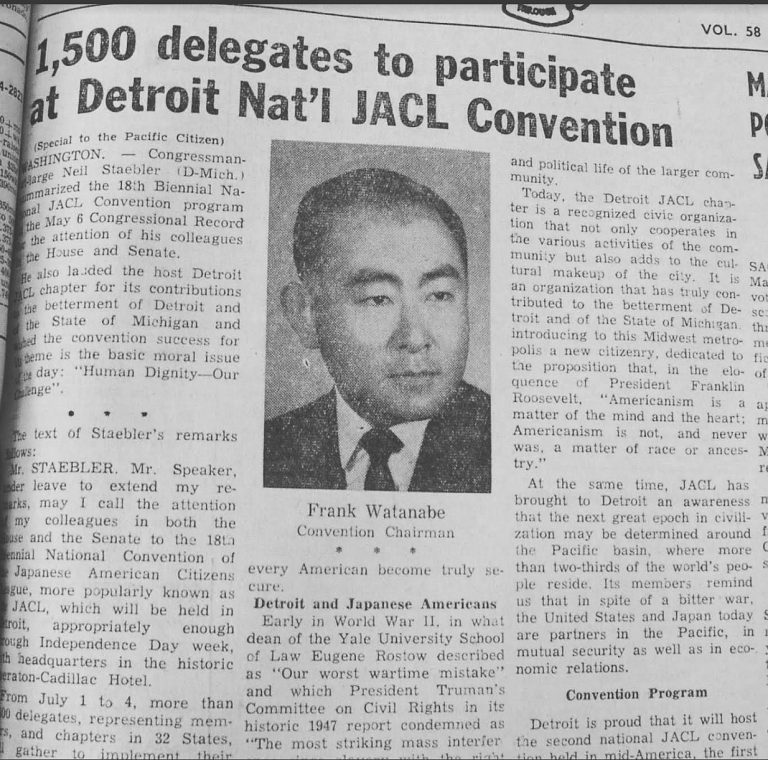 VOL. 58
1,500 delegates to participate
at Detroit Nat'l JACL Convention
(Special to the Pacific Citizen)
WASHINGTON. — Congressman-
Large Neil Staebler (D-Mich.)
summarized the 18th Biennial Na-
tional JACL Convention program
the May 6 Congressional Record
the attention of his colleagues
the House and Senate.
He also lauded the host Detroit
JACL chapter for its contributions
the betterment of Detroit and
the State of Michigan and
the convention success for
theme is the basic moral issue
the day: "Human Dignity—Our
Challenge".
* * *
The text of Staebler's remarks
follows:
Mr. STAEBLER. Mr. Speaker,
under leave to extend my re-
marks, may I call the attention
my colleagues in both the
House and the Senate to the 18th
Biennial National Convention of
Japanese American Citizens
League, more popularly known as
JACL, which will be held in
Detroit, appropriately enough
through Independence Day week,
with headquarters in the historic
Sheraton-Cadillac Hotel.
From July 1 to 4, more than
delegates, representing mem-
and chapters in 32 States,
gather to implement their
Frank Watanabe
Convention Chairman
* * *
every American become truly se-
cure.
Detroit and Japanese Americans
Early in World War II, in what
dean of the Yale University School
of Law Eugene Rostow described
as "Our worst wartime mistake"
and which President Truman's
Committee on Civil Rights in its
historic 1947 report condemned as
"The most striking mass interfer
with the right
and political life of the larger com-
munity.
Today, the Detroit JACL chap-
ter is a recognized civic organiza-
tion that not only cooperates in
the various activities of the com-
munity but also adds to the cul-
tural makeup of the city. It is
an organization that has truly con-
tributed to the betterment of De-
troit and of the State of Michigan.
introducing to this Midwest metro-
polis a new citizenry, dedicated to
the proposition that, in the elo-
quence of President Franklin
Roosevelt, "Americanism is a
matter of the mind and the heart;
Americanism is not, and never
was, a matter of race or ances-
try."
At the same time, JACL has
brought to Detroit an awareness
that the next great epoch in civili-
zation may be determined around
the Pacific basin, where more
than two-thirds of the world's peo-
ple reside. Its members remind
us that in spite of a bitter war,
the United States and Japan today
are partners in the Pacific, in
mutual security as well as in eco-
nomic relations.
Convention Program
Detroit is proud that it will host
the second national JACL conven-
tion held in mid-America, the first